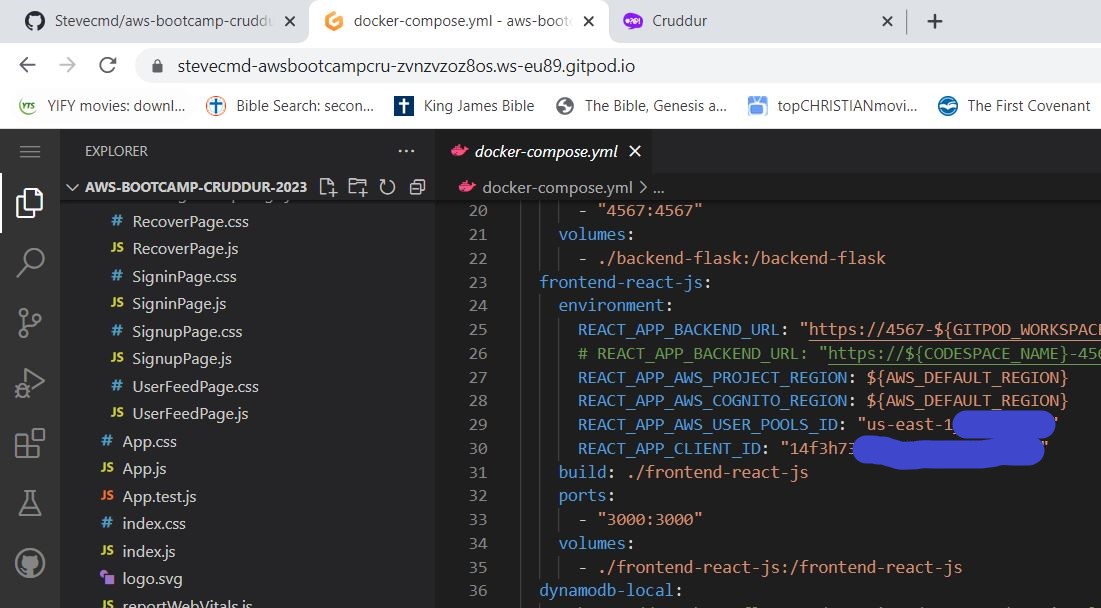 Stevecmd/aws-bootcamp-cruddu
docker-compose.yml - aws-boot
Cruddur
stevecmd-awsbootcampcru-zvnzvzoz8os.ws-eu89.gitpod.io
YTS YIFY movies: downl... Bible Search: secon... King James Bible The Bible, Genesis a... topCHRISTIANmovi... The First Covenant
EXPLORER
AWS-BOOTCAMP-CRUDDUR-2023
# RecoverPage.css
JS RecoverPage.js
# SigninPage.css
JS SigninPage.js
# SignupPage.css
JS SignupPage.js
# UserFeedPage.css
JS UserFeedPage.js
# App.css
JS App.js
JS App.test.js
# index.css
JS index.js
logo.svg
JS reportWebVitals.js
docker-compose.yml
docker-compose.yml > ...
20 - "4567:4567"
21 volumes:
22 - ./backend-flask:/backend-flask
23 frontend-react-js:
24 environment:
25 REACT_APP_BACKEND_URL: "https://4567-${GITPOD_WORKSPACE
26 # REACT_APP_BACKEND_URL: "https://${CODESPACE_NAME}-456
27 REACT_APP_AWS_PROJECT_REGION: ${AWS_DEFAULT_REGION}
28 REACT_APP_AWS_COGNITO_REGION: ${AWS_DEFAULT_REGION}
29 REACT_APP_AWS_USER_POOLS_ID: "us-east-1_"
30 REACT_APP_CLIENT_ID: "14f3h73"
31 build: ./frontend-react-js
32 ports:
33 - "3000:3000"
34 volumes:
35 - ./frontend-react-js:/frontend-react-js
36 dynamodb-local: